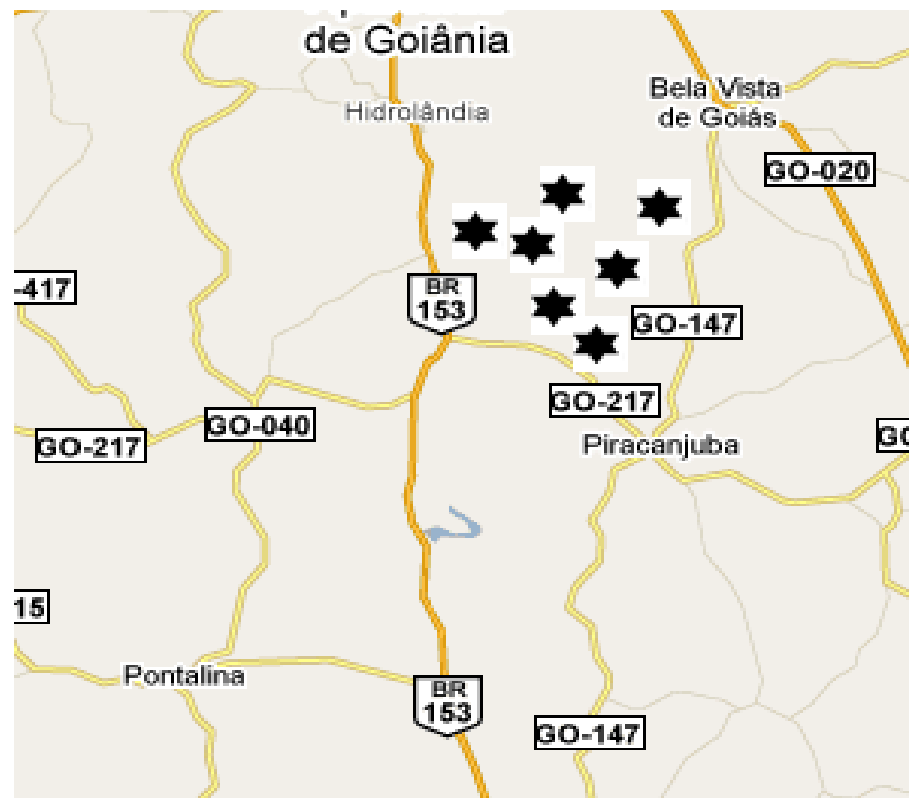 de Goiânia
Bela Vista
de Goiás
Hidrolândia
GO-020
-417
BR
153
GO-147
GO-217
GO-040
GO-217
Piracanjuba
15
Pontalina
BR
153
GO-147